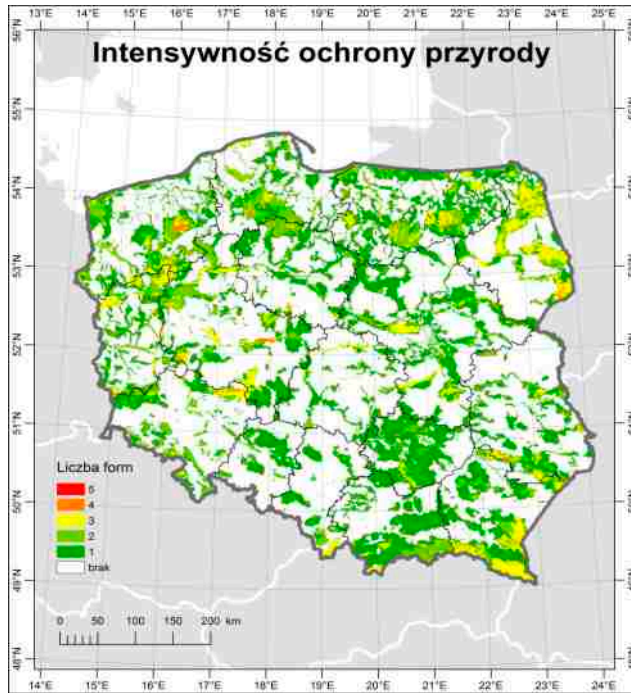 13°E 14°E 15°E 16°E 17°E 18°E 19°E 20°E 21°E 22°E 23°E 24°E 25°E
Intensywność ochrony przyrody
56°N
55°N
54°N
53°N
52°N
51°N
50°N
49°N
48°N
Liczba form
5
4
3
2
1
brak
0 50 100 150 200 km
14°E 15°E 16°E 17°E 18°E 19°E 20°E 21°E 22°E 23°E 24°E